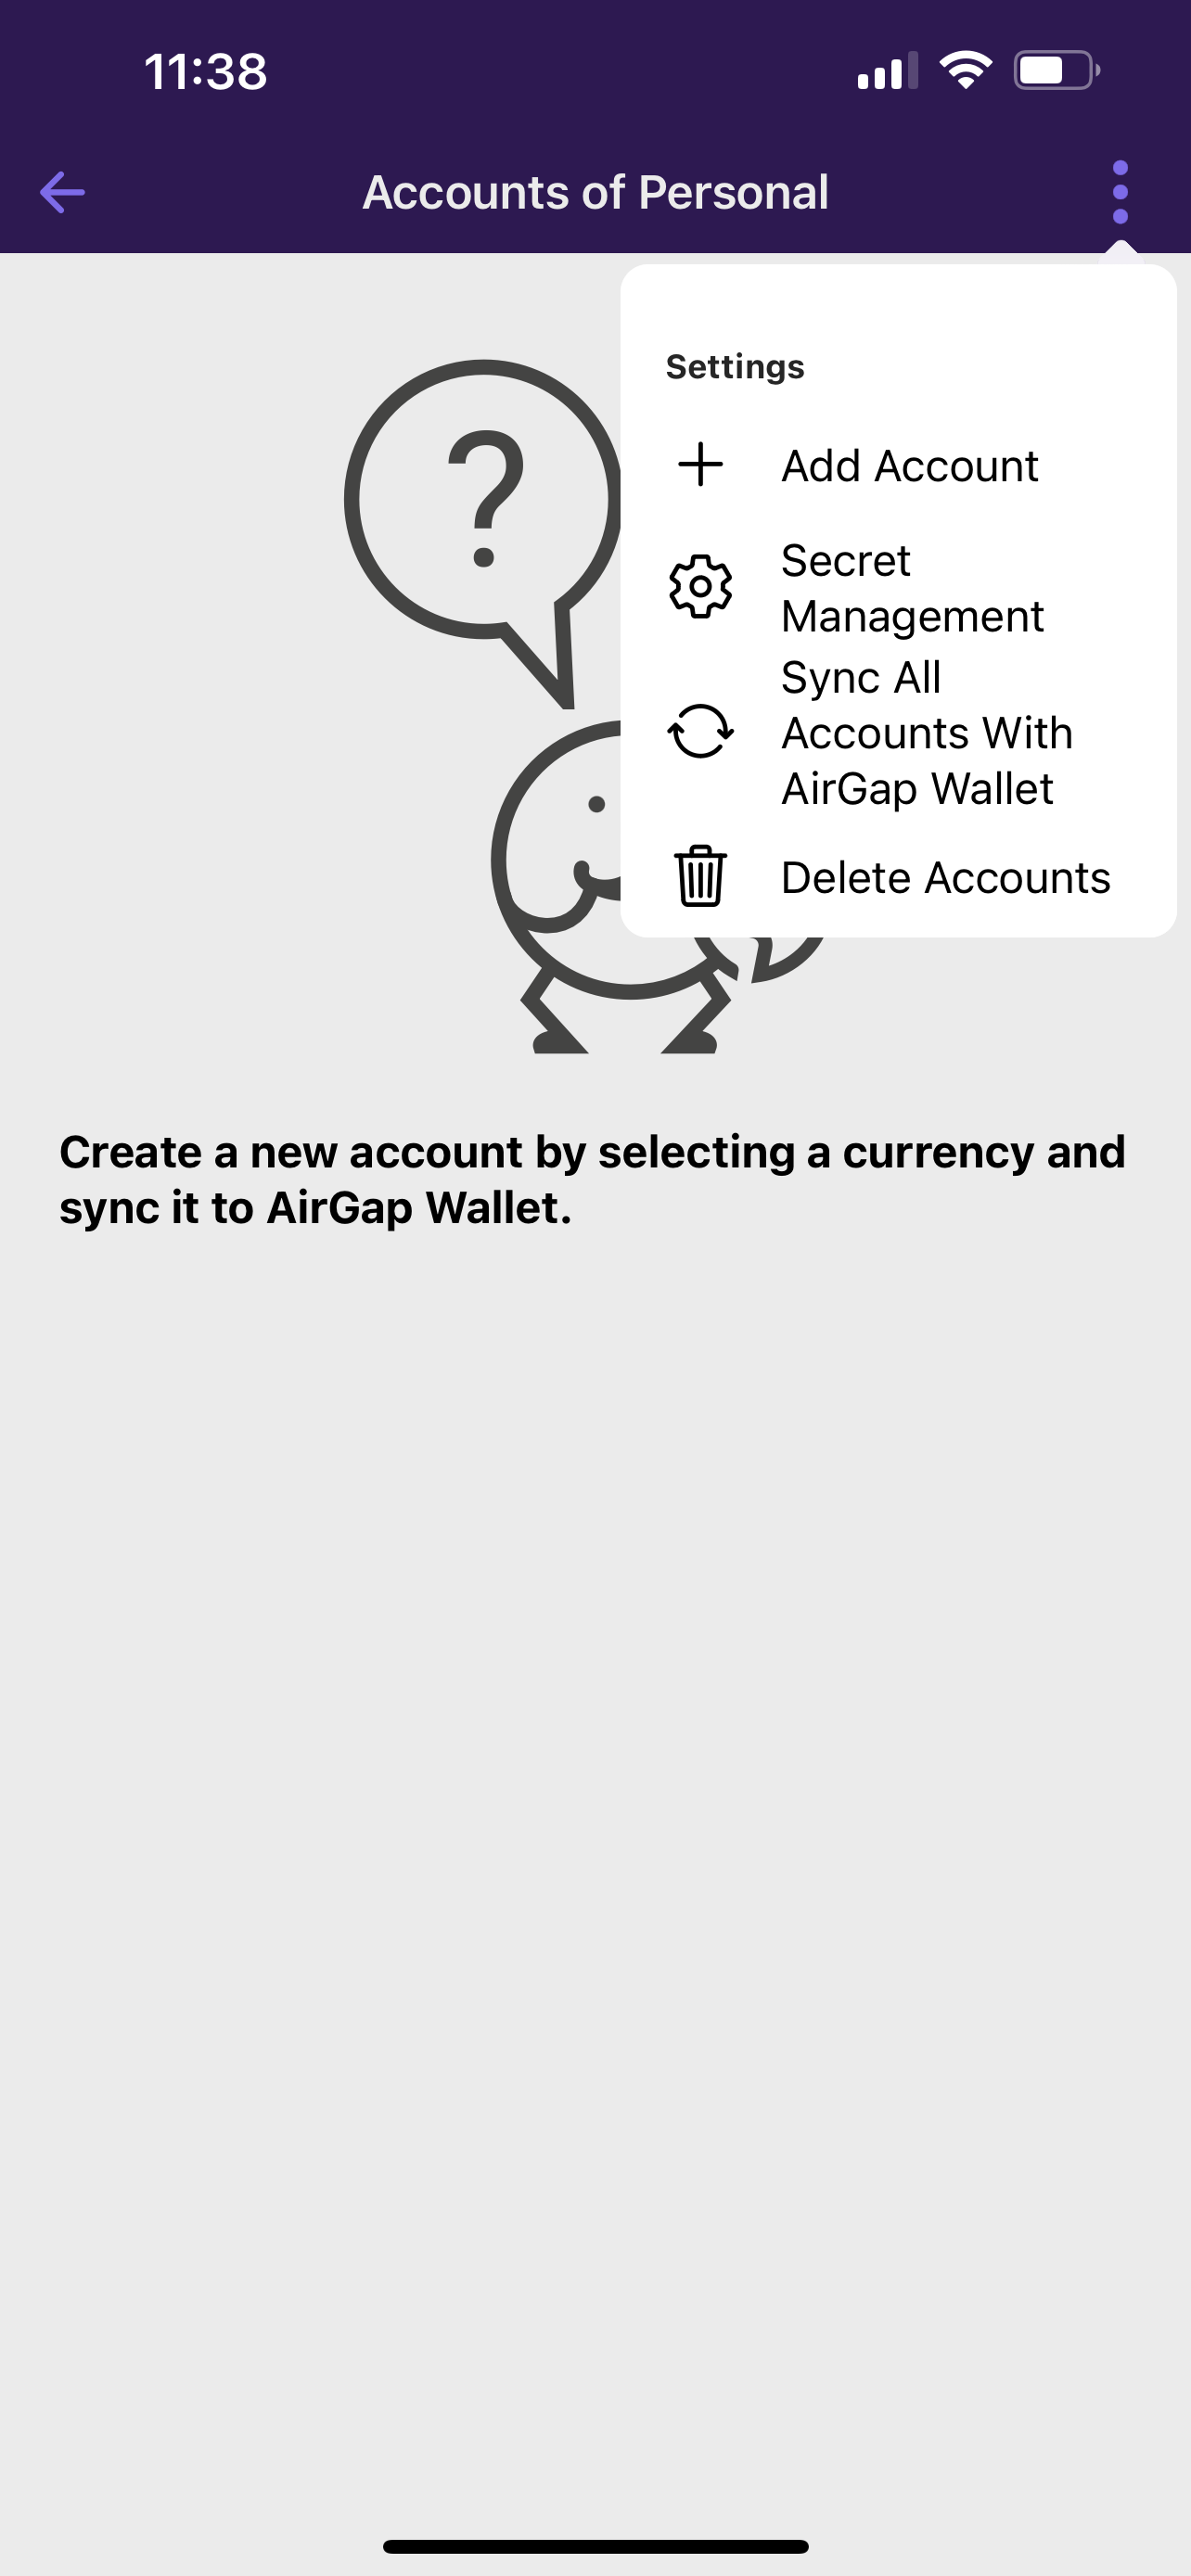 11:38
Accounts of Personal
Settings
Add Account
Secret
Management
Sync All
Accounts With
AirGap Wallet
Delete Accounts
?
Create a new account by selecting a currency and
sync it to AirGap Wallet.